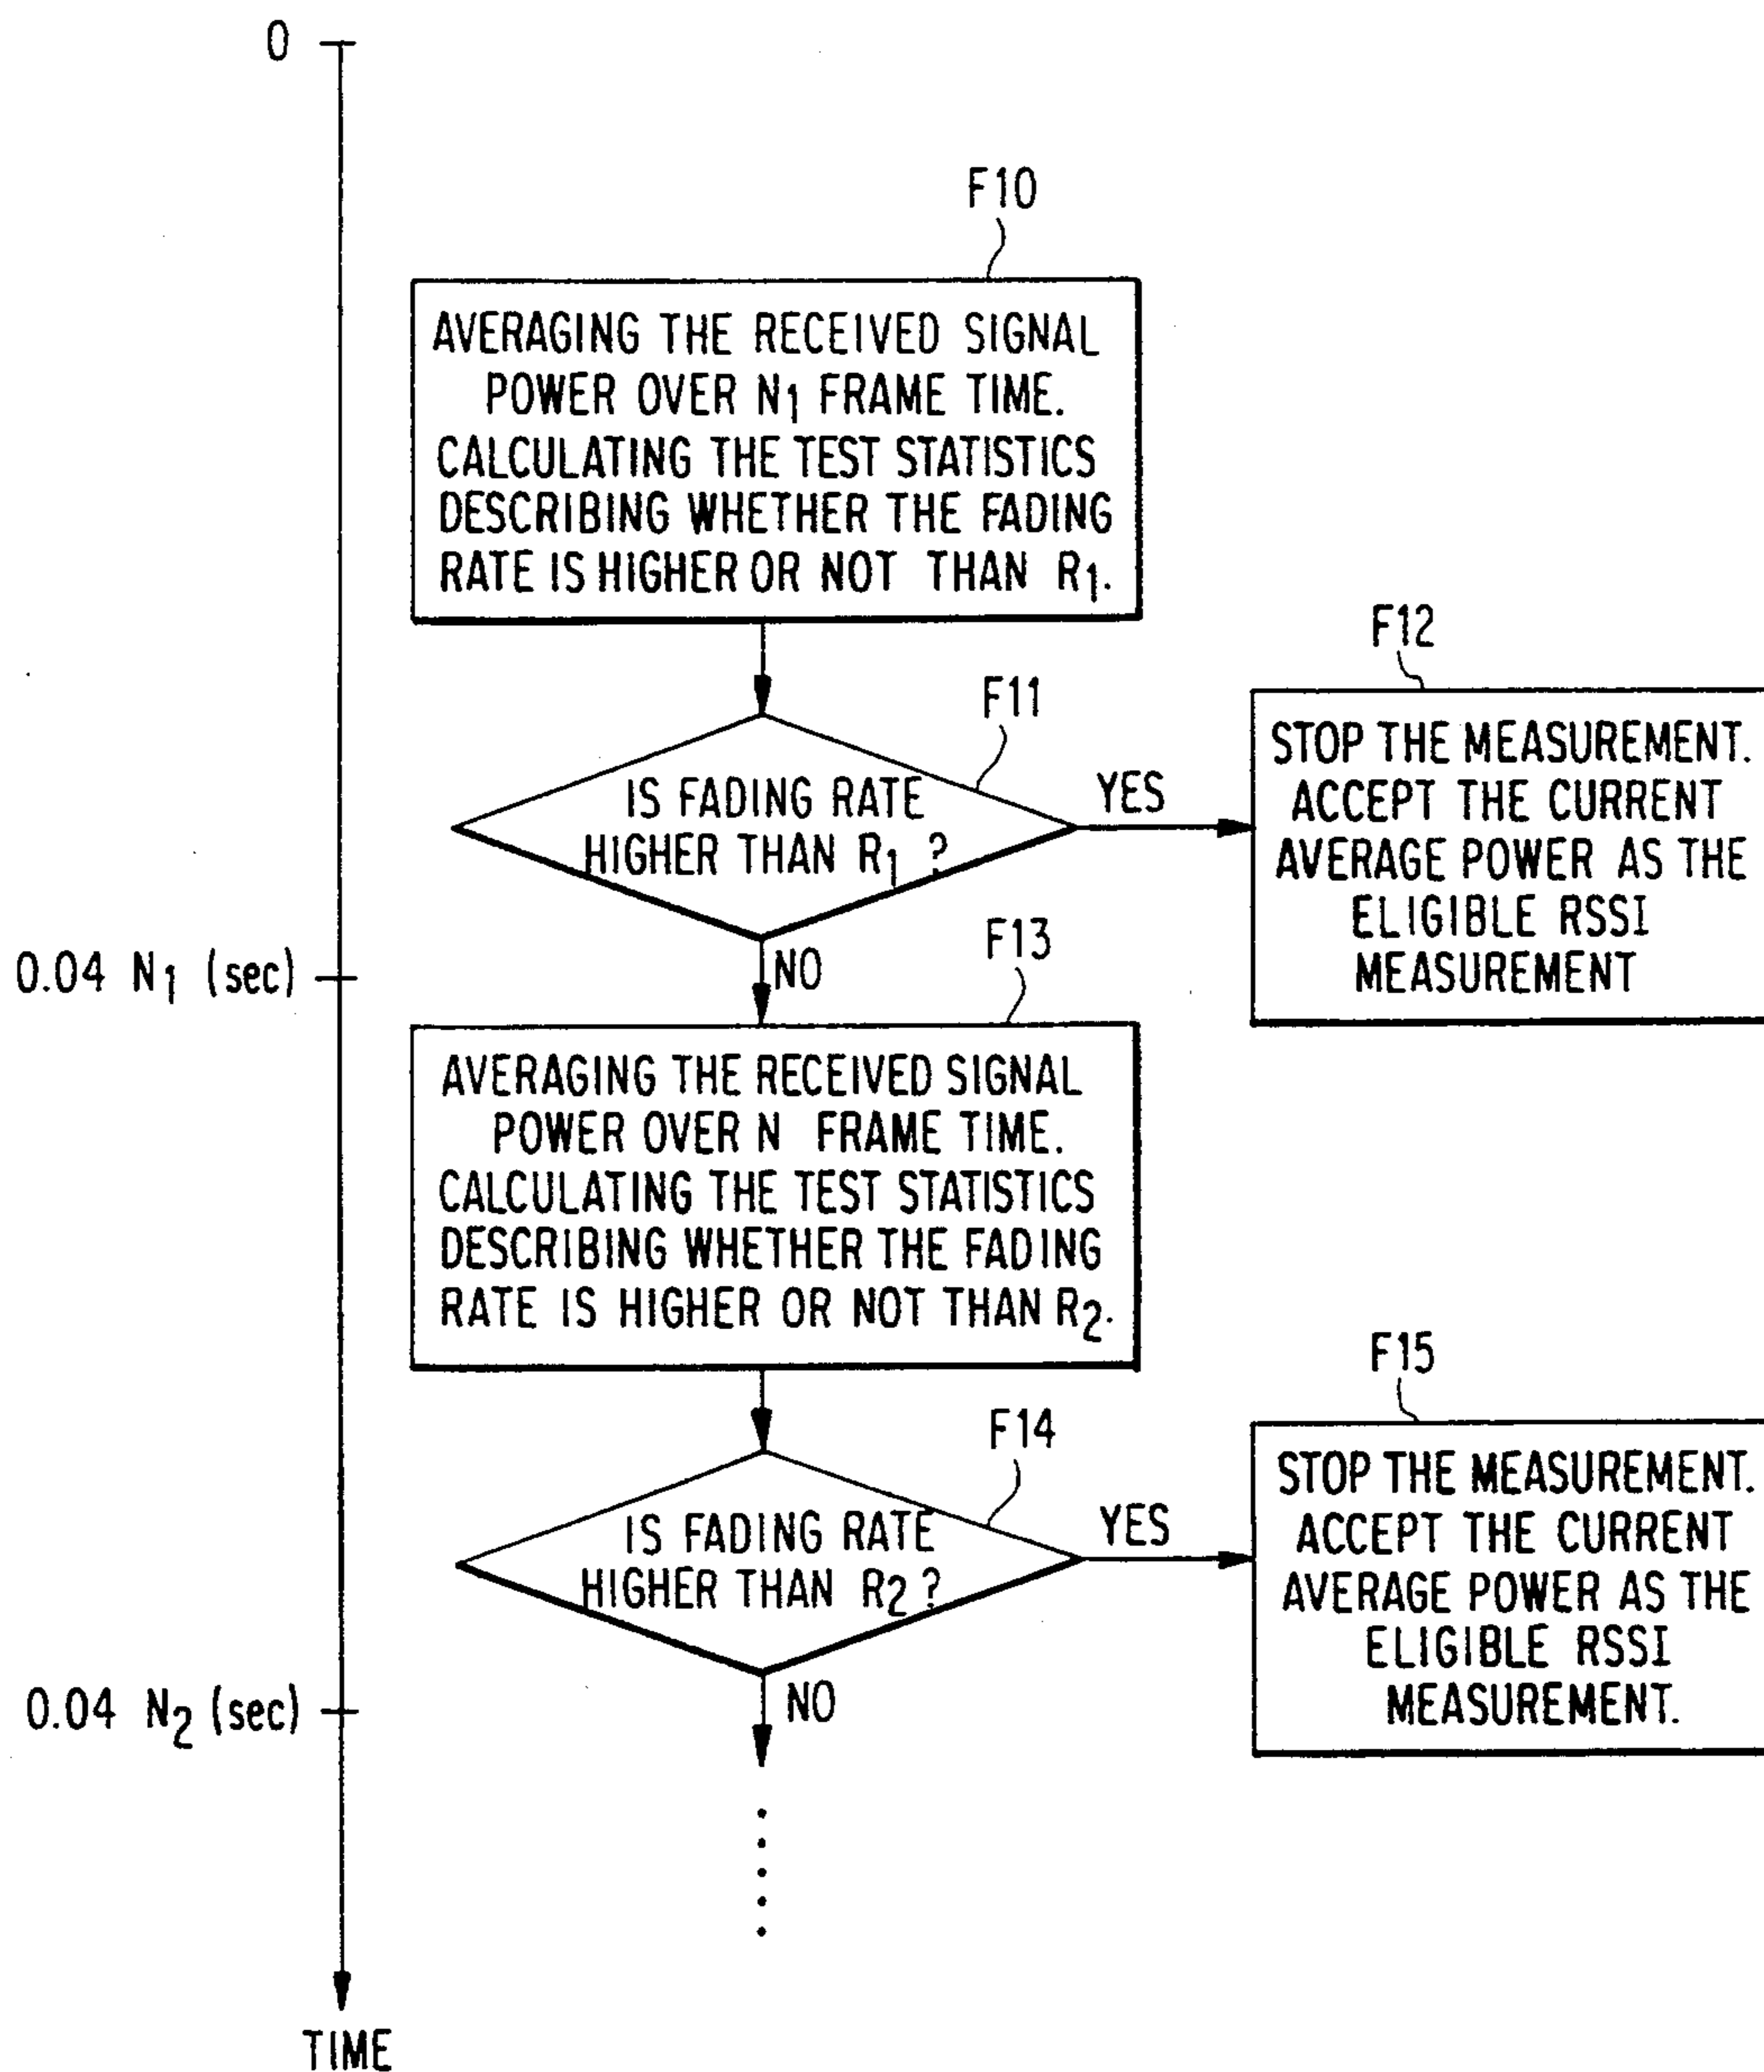 0
F10
AVERAGING THE RECEIVED SIGNAL
POWER OVER N1 FRAME TIME.
CALCULATING THE TEST STATISTICS
DESCRIBING WHETHER THE FADING
RATE IS HIGHER OR NOT THAN R1.
F11
IS FADING RATE
HIGHER THAN R1 ?
YES
F12
STOP THE MEASUREMENT.
ACCEPT THE CURRENT
AVERAGE POWER AS THE
ELIGIBLE RSSI
MEASUREMENT
0.04 N1 (sec)
NO
F13
AVERAGING THE RECEIVED SIGNAL
POWER OVER N FRAME TIME.
CALCULATING THE TEST STATISTICS
DESCRIBING WHETHER THE FADING
RATE IS HIGHER OR NOT THAN R2.
F14
IS FADING RATE
HIGHER THAN R2 ?
YES
F15
STOP THE MEASUREMENT.
ACCEPT THE CURRENT
AVERAGE POWER AS THE
ELIGIBLE RSSI
MEASUREMENT.
0.04 N2 (sec)
NO
TIME